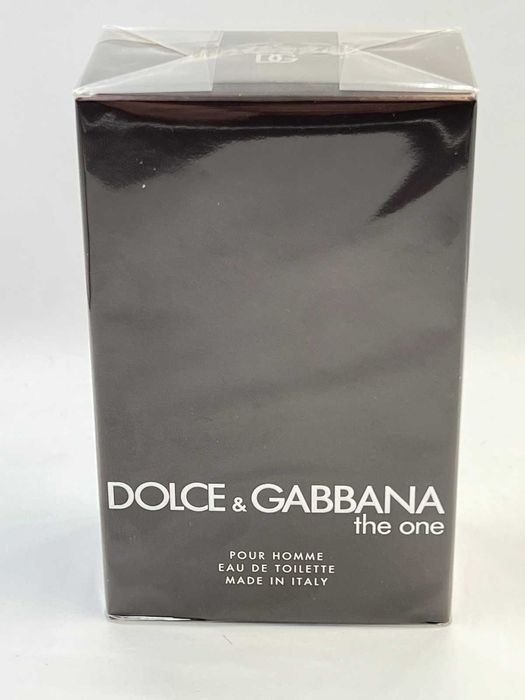 DOLCE & GABBANA
the one
POUR HOMME
EAU DE TOILETTE
MADE IN ITALY